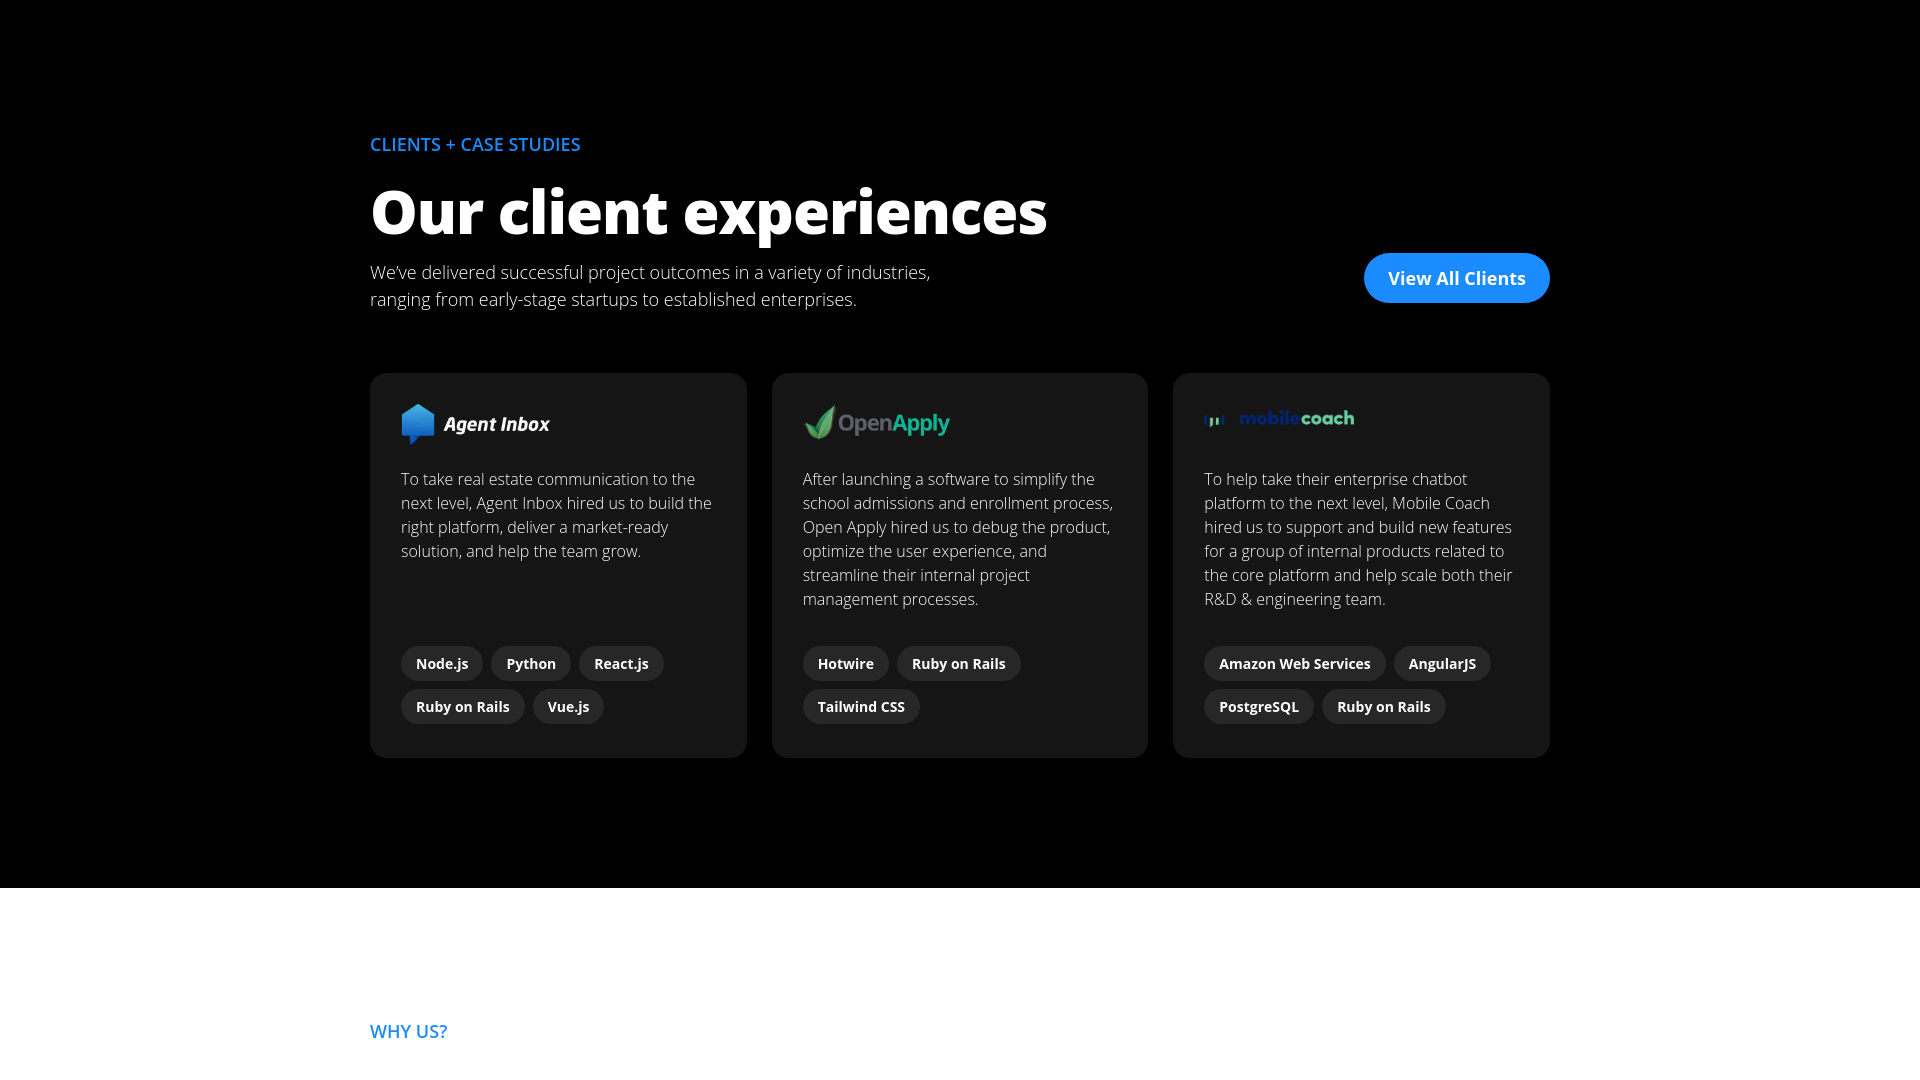 CLIENTS + CASE STUDIES
Our client experiences
We’ve delivered successful project outcomes in a variety of industries,
ranging from early-stage startups to established enterprises.
View All Clients
Agent Inbox
To take real estate communication to the
next level, Agent Inbox hired us to build the
right platform, deliver a market-ready
solution, and help the team grow.
Node.js
Python
React.js
Ruby on Rails
Vue.js
OpenApply
After launching a software to simplify the
school admissions and enrollment process,
Open Apply hired us to debug the product,
optimize the user experience, and
streamline their internal project
management processes.
Hotwire
Ruby on Rails
Tailwind CSS
mobilecoach
To help take their enterprise chatbot
platform to the next level, Mobile Coach
hired us to support and build new features
for a group of internal products related to
the core platform and help scale both their
R&D & engineering team.
Amazon Web Services
AngularJS
PostgreSQL
Ruby on Rails
WHY US?